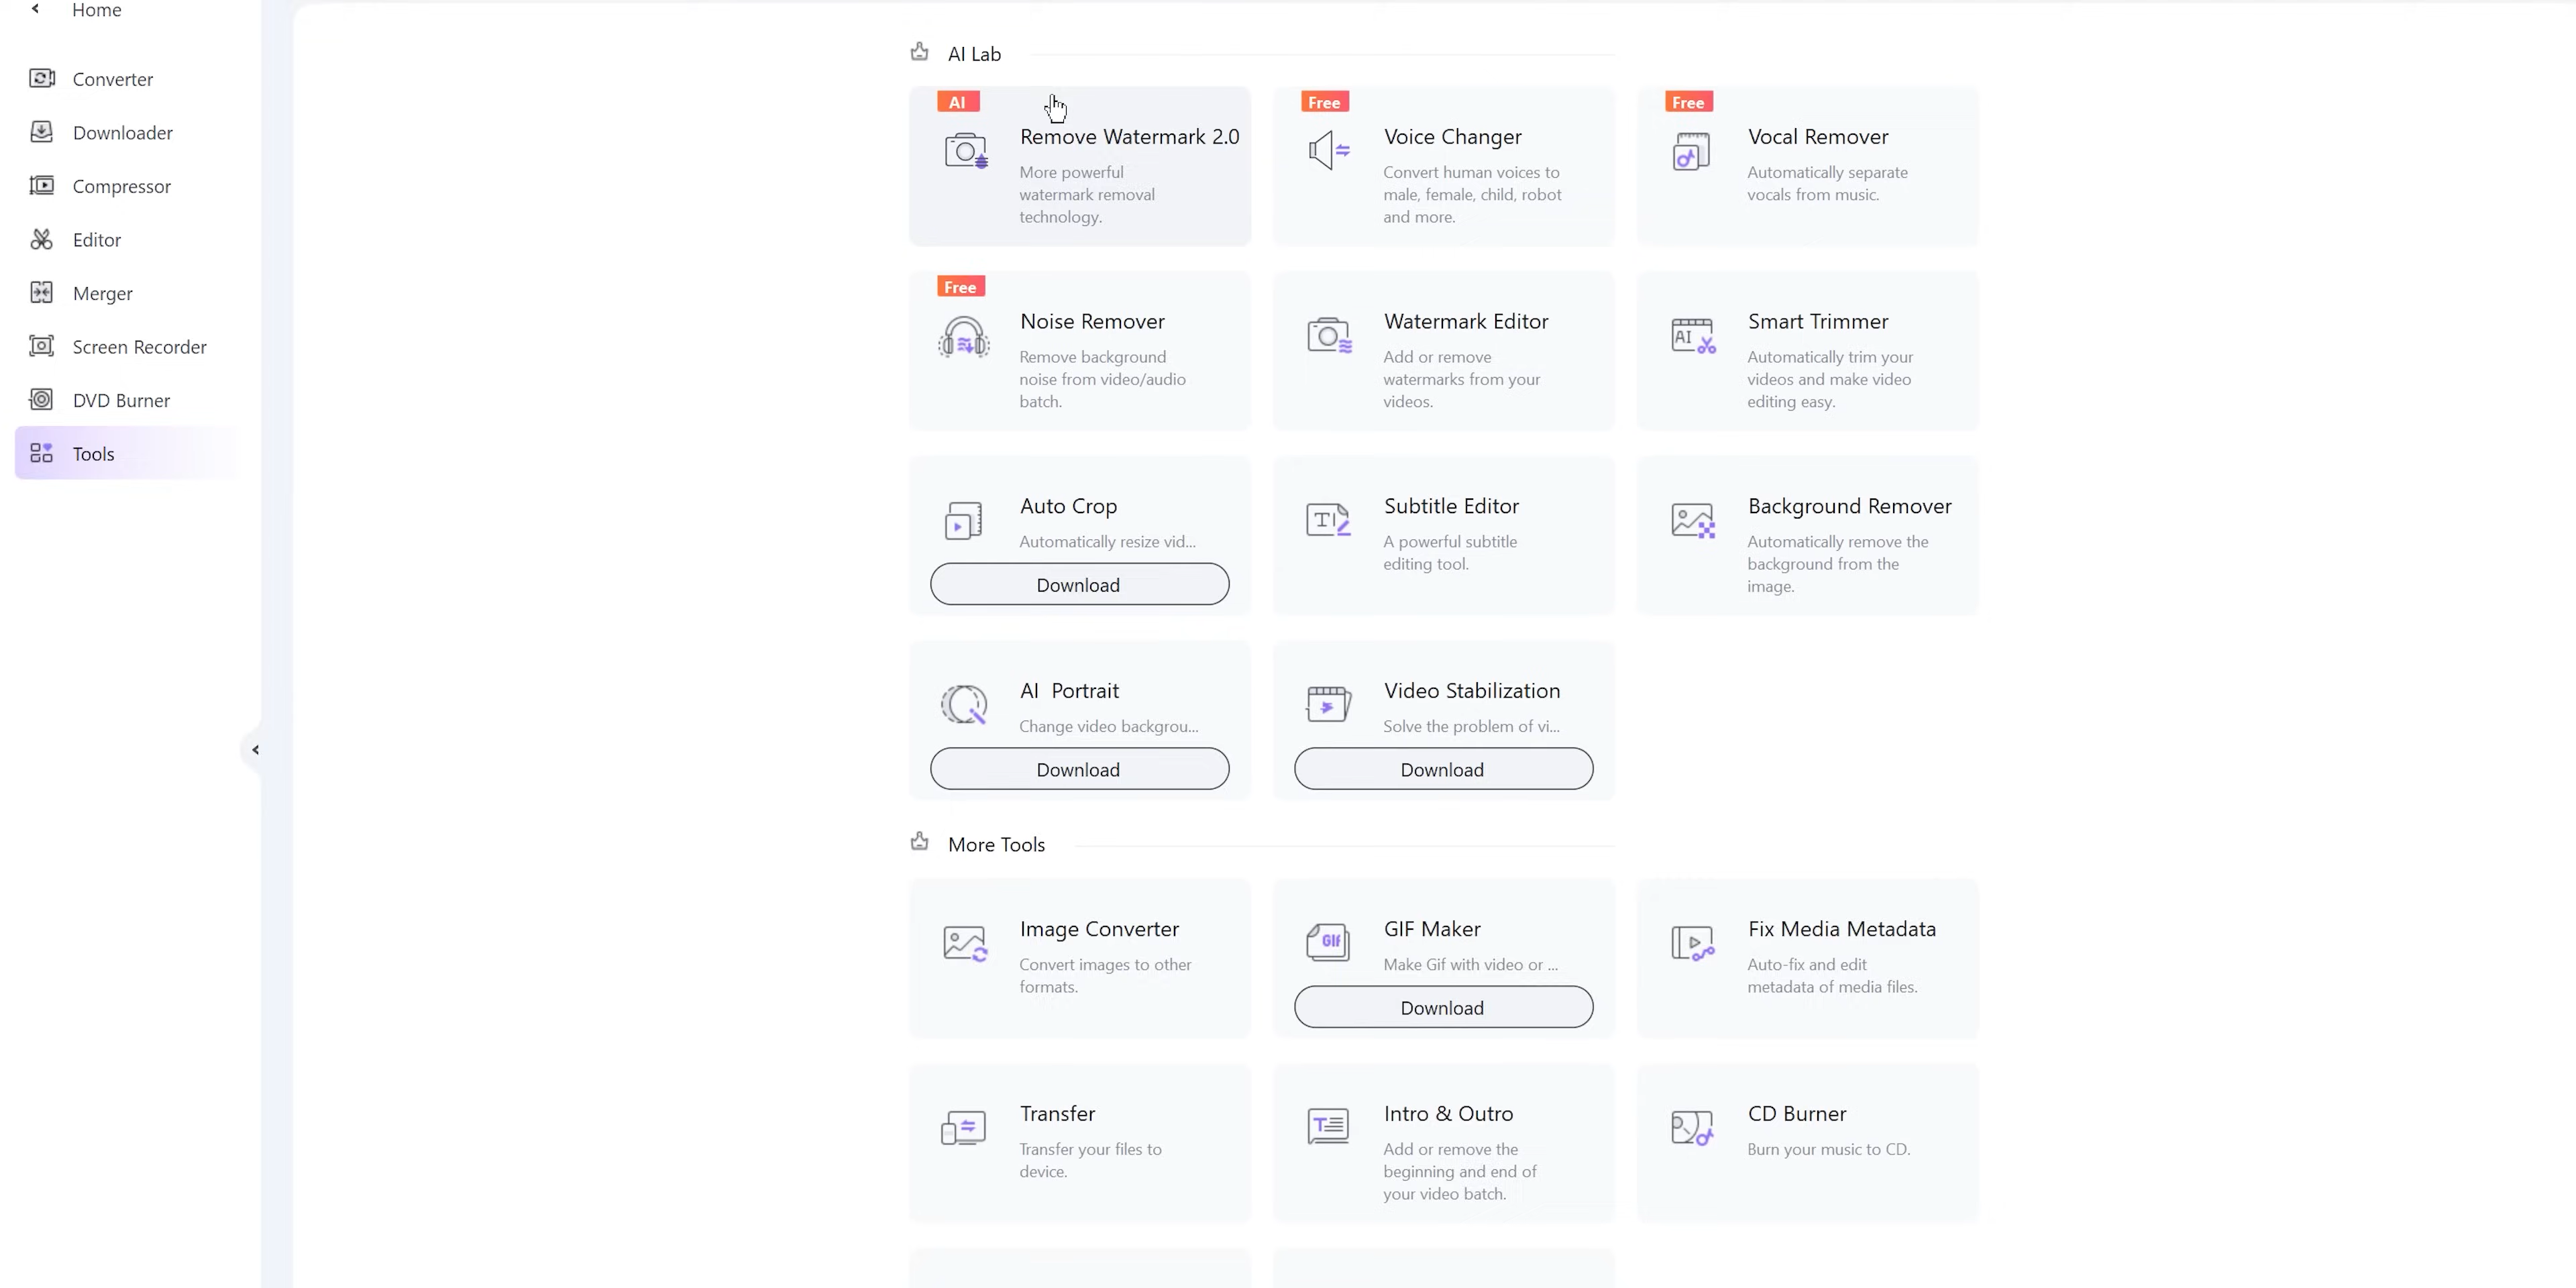 Home
Converter
Downloader
Compressor
Editor
Merger
Screen Recorder
DVD Burner
Tools
AI Lab
AI
Remove Watermark 2.0
More powerful
watermark removal
technology.
Free
Voice Changer
Convert human voices to
male, female, child, robot
and more.
Free
Vocal Remover
Automatically separate
vocals from music.
Free
Noise Remover
Remove background
noise from video/audio
batch.
Watermark Editor
Add or remove
watermarks from your
videos.
AI
Smart Trimmer
Automatically trim your
videos and make video
editing easy.
Auto Crop
Automatically resize vid...
Download
T
Subtitle Editor
A powerful subtitle
editing tool.
Background Remover
Automatically remove the
background from the
image.
AI Portrait
Change video backgrou...
Download
Video Stabilization
Solve the problem of vi...
Download
More Tools
Image Converter
Convert images to other
formats.
GIf
GIF Maker
Make Gif with video or ...
Download
Fix Media Metadata
Auto-fix and edit
metadata of media files.
Transfer
Transfer your files to
device.
T
Intro & Outro
Add or remove the
beginning and end of
your video batch.
CD Burner
Burn your music to CD.